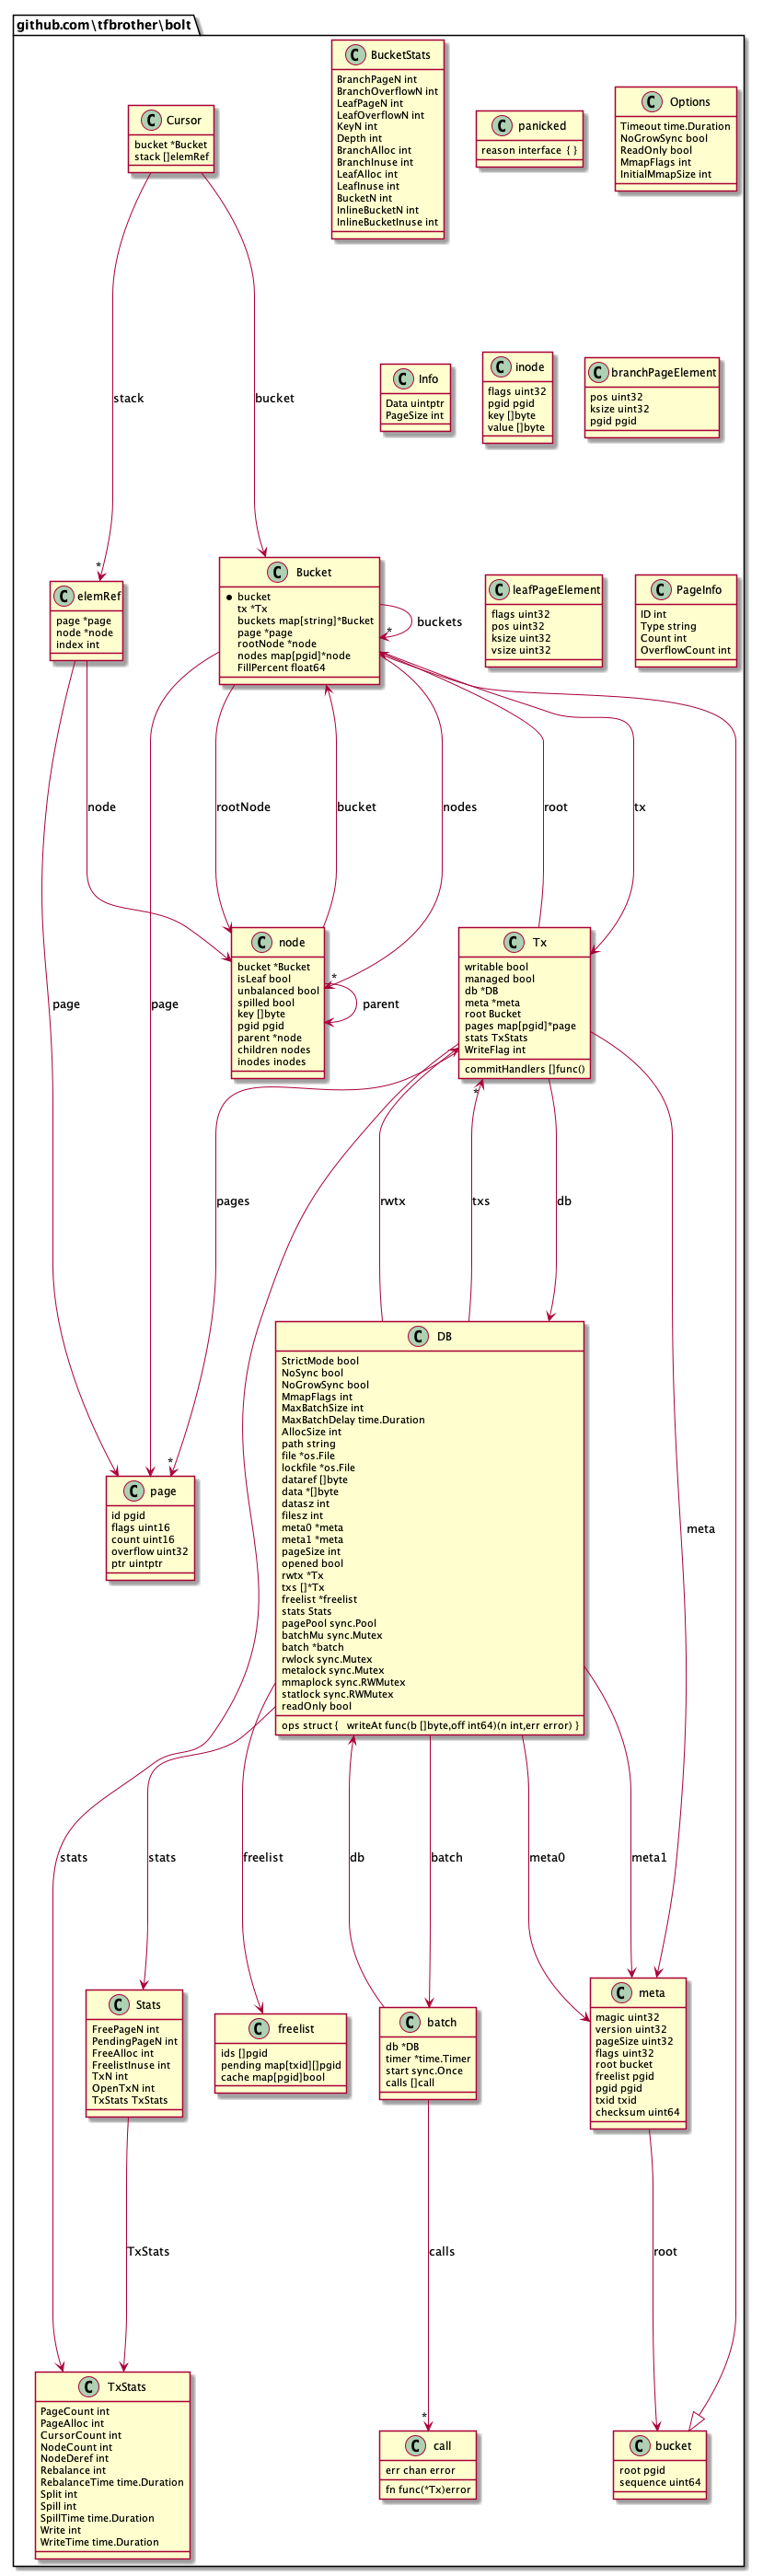 github.com\tfbrother\bolt
C BucketStats
BranchPageN int
BranchOverflowN int
LeafPageN int
LeafOverflowN int
KeyN int
Depth int
BranchAlloc int
BranchInuse int
LeafAlloc int
LeafInuse int
BucketN int
InlineBucketN int
InlineBucketInuse int
C Cursor
bucket *Bucket
stack []elemRef
C panicked
reason interface { }
C Options
Timeout time.Duration
NoGrowSync bool
ReadOnly bool
MmapFlags int
InitialMmapSize int
stack
bucket
C Info
Data uintptr
PageSize int
C inode
flags uint32
pgid pgid
key []byte
value []byte
C branchPageElement
pos uint32
ksize uint32
pgid pgid
*
C elemRef
page *page
node *node
index int
C Bucket
bucket
tx *Tx
buckets map[string]*Bucket
page *page
rootNode *node
nodes map[pgid]*node
FillPercent float64
*
buckets
C leafPageElement
flags uint32
pos uint32
ksize uint32
vsize uint32
C PageInfo
ID int
Type string
Count int
OverflowCount int
node
rootNode
bucket
nodes
root
tx
page
page
C node
bucket *Bucket
isLeaf bool
unbalanced bool
spilled bool
key []byte
pgid pgid
parent *node
children nodes
inodes inodes
*
parent
C Tx
writable bool
managed bool
db *DB
meta *meta
root Bucket
pages map[pgid]*page
stats TxStats
WriteFlag int
commitHandlers []func()
*
pages
rwtx
txs
db
meta
C DB
StrictMode bool
NoSync bool
NoGrowSync bool
MmapFlags int
MaxBatchSize int
MaxBatchDelay time.Duration
AllocSize int
path string
file *os.File
lockfile *os.File
dataref []byte
data *[]byte
datasz int
filesz int
meta0 *meta
meta1 *meta
pageSize int
opened bool
rwtx *Tx
txs []*Tx
freelist *freelist
stats Stats
pagePool sync.Pool
batchMu sync.Mutex
batch *batch
rwlock sync.Mutex
metalock sync.Mutex
mmaplock sync.RWMutex
statlock sync.RWMutex
readOnly bool
ops struct {   writeAt func(b []byte,off int64)(n int,err error) }
*
C page
id pgid
flags uint16
count uint16
overflow uint32
ptr uintptr
stats
stats
freelist
db
batch
meta0
meta1
C Stats
FreePageN int
PendingPageN int
FreeAlloc int
FreelistInuse int
TxN int
OpenTxN int
TxStats TxStats
C freelist
ids []pgid
pending map[txid][]pgid
cache map[pgid]bool
C batch
db *DB
timer *time.Timer
start sync.Once
calls []call
C meta
magic uint32
version uint32
pageSize uint32
flags uint32
root bucket
freelist pgid
pgid pgid
txid txid
checksum uint64
TxStats
calls
root
C TxStats
PageCount int
PageAlloc int
CursorCount int
NodeCount int
NodeDeref int
Rebalance int
RebalanceTime time.Duration
Split int
Spill int
SpillTime time.Duration
Write int
WriteTime time.Duration
*
C call
err chan error
fn func(*Tx)error
C bucket
root pgid
sequence uint64